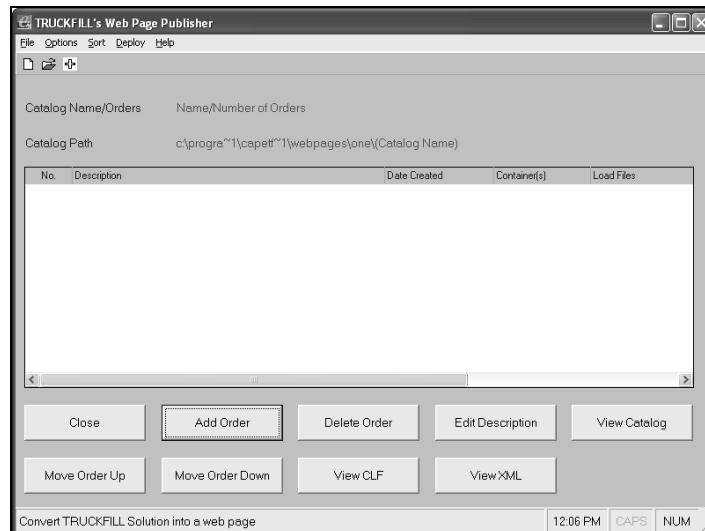 TRUCKFILL's Web Page Publisher
File Options Sort Deploy Help
Catalog Name/Orders Name/Number of Orders
Catalog Path c:\progra~1\capetf~1\webpages\one\(Catalog Name)
No. Description Date Created Container(s) Load Files
Close Add Order Delete Order Edit Description View Catalog
Move Order Up Move Order Down View CLF View XML
Convert TRUCKFILL Solution into a web page 12:06 PM CAPS NUM